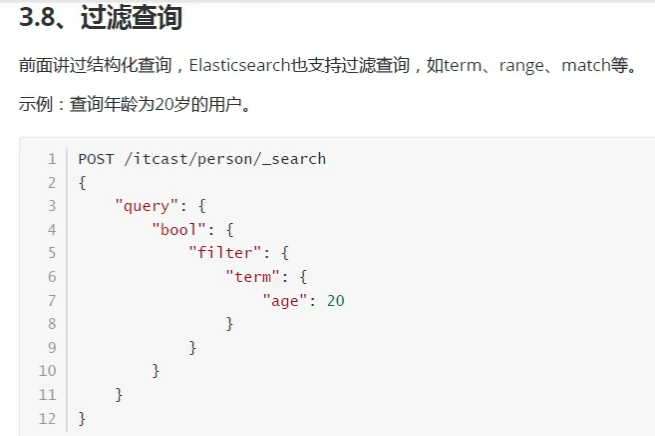 3.8、过滤查询
前面讲过结构化查询，Elasticsearch也支持过滤查询，如term、range、match等。
示例：查询年龄为20岁的用户。
1 POST /itcast/person/_search
2 {
3     "query": {
4         "bool": {
5             "filter": {
6                 "term": {
7                     "age": 20
8                 }
9             }
10         }
11     }
12 }